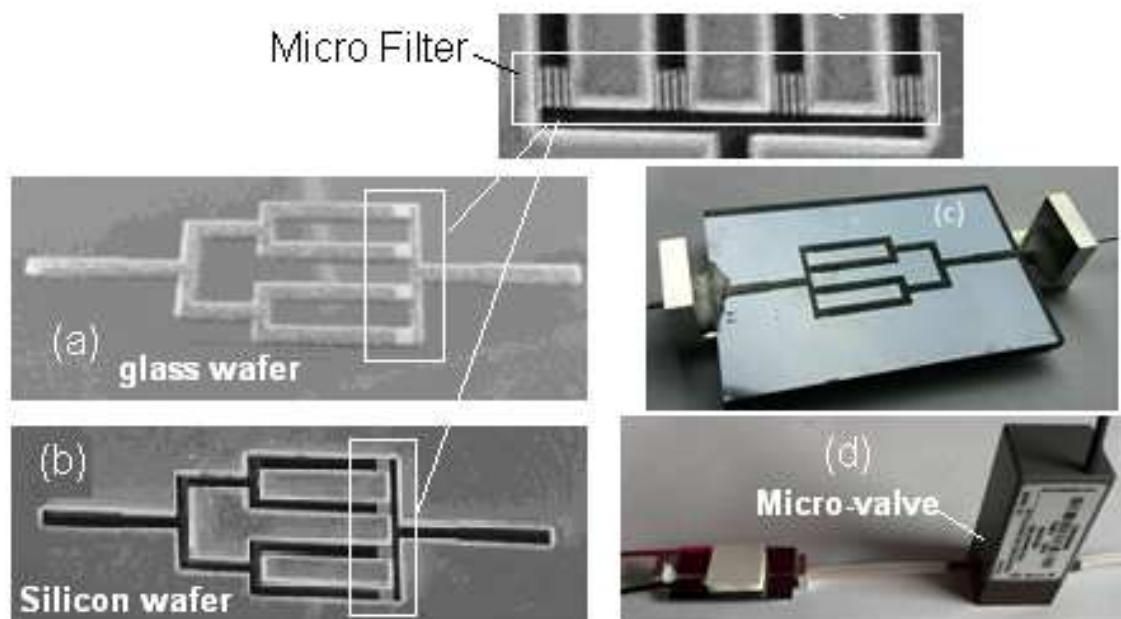 Micro Filter
(c)
(a)
glass wafer
(d)
(b)
Micro-valve
Silicon wafer